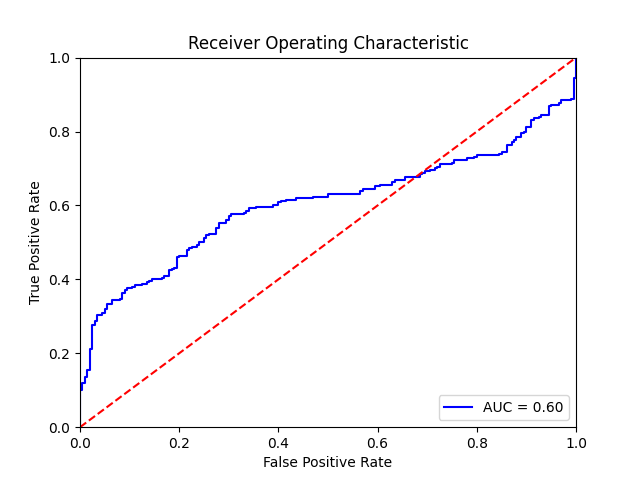 Receiver Operating Characteristic
1.0
0.8
0.6
0.4
0.2
0.0
True Positive Rate
AUC = 0.60
0.0 0.2 0.4 0.6 0.8 1.0
False Positive Rate